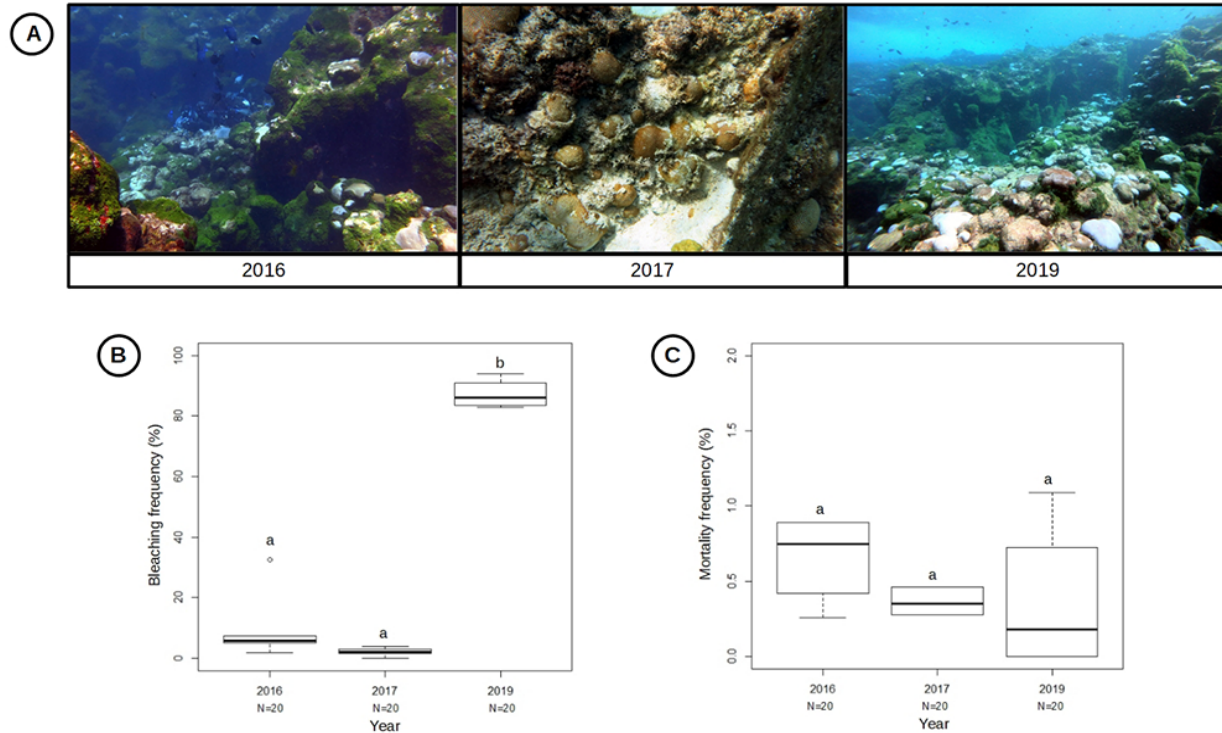 A
2016 2017 2019
B
Bleaching frequency (%)
100
80
60
40
20
0
a
a
b
2016 2017 2019
N=20 N=20 N=20
Year
C
Mortality frequency (%)
2.0
1.5
1.0
0.5
0.0
a
a
a
2016 2017 2019
N=20 N=20 N=20
Year